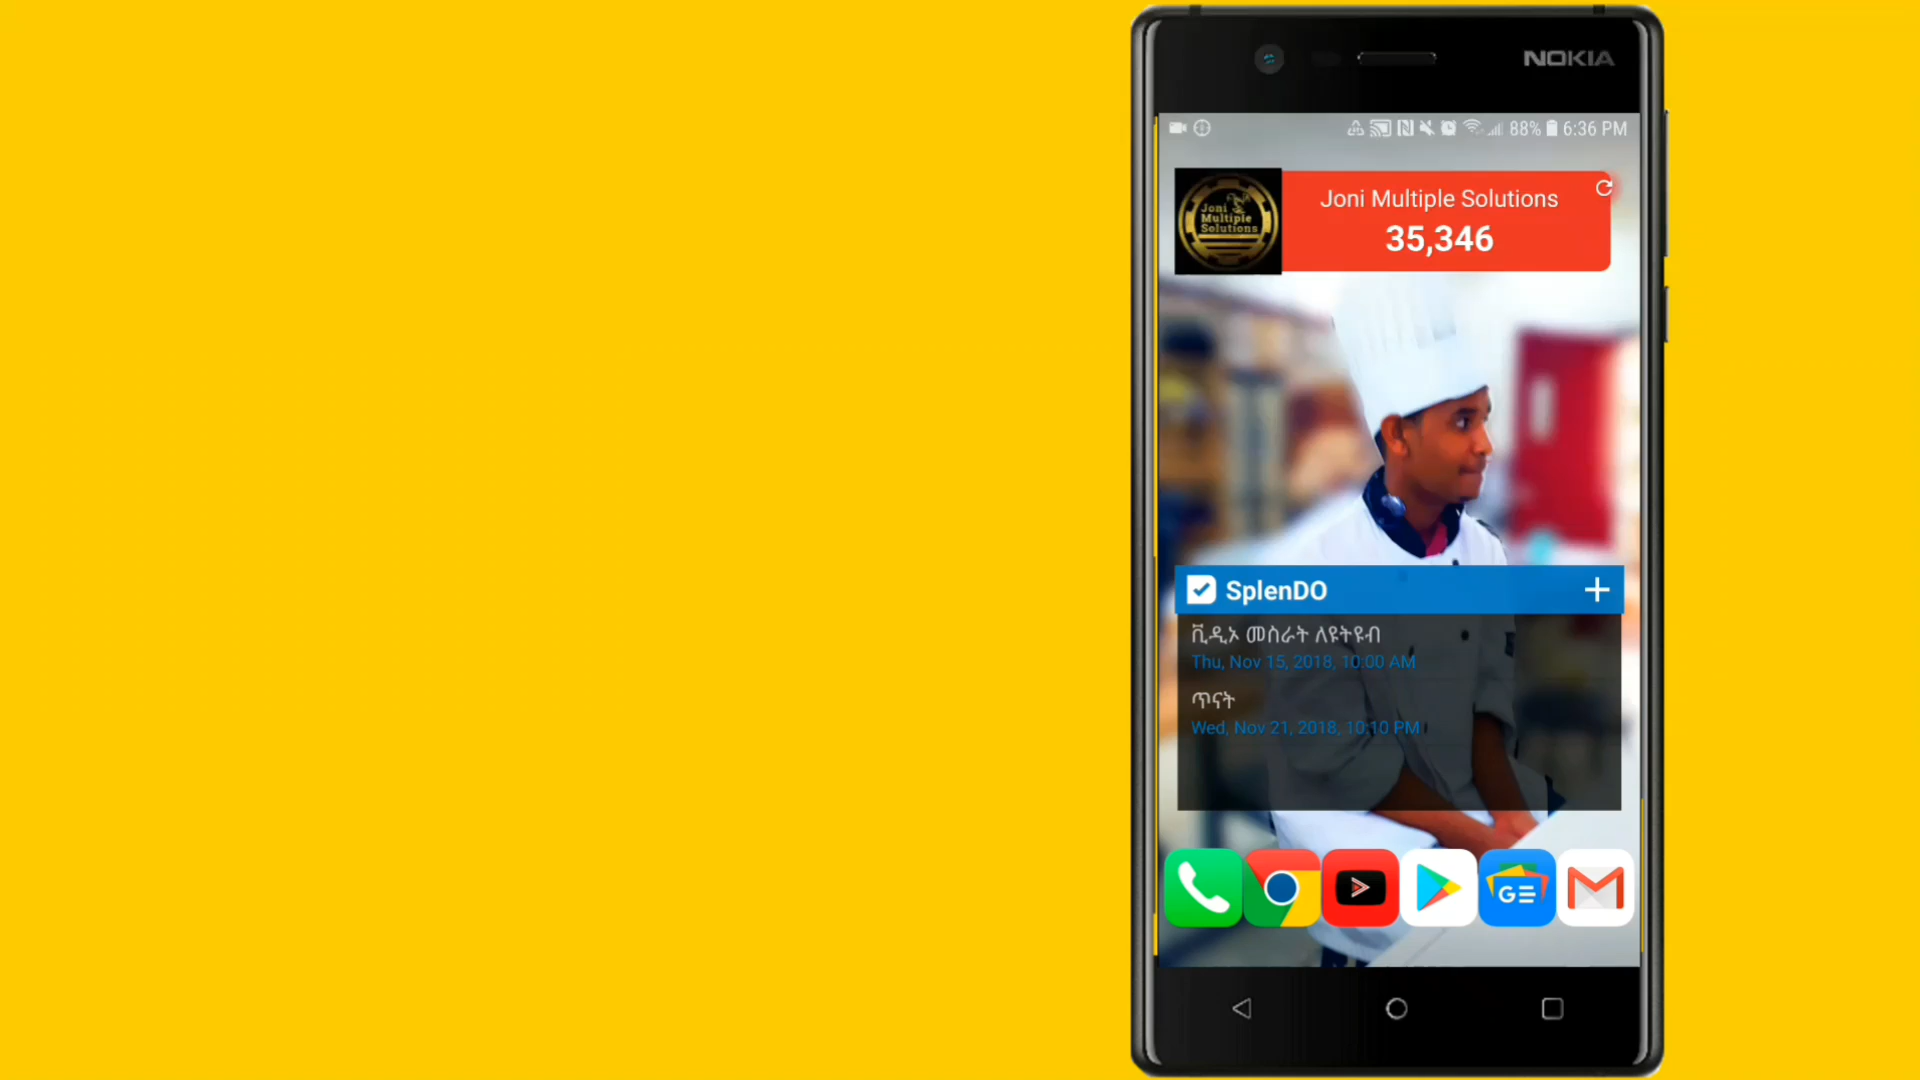 NOKIA
88% 6:36 PM
Joni Multiple Solutions
35,346
Joni
Multiple
Solutions
SplenDO
ቪዲኦ መስራት ለዩትዩብ
Thu, Nov 15, 2018, 10:00 AM
ጥናት
Wed, Nov 21, 2018, 10:10 PM
GE